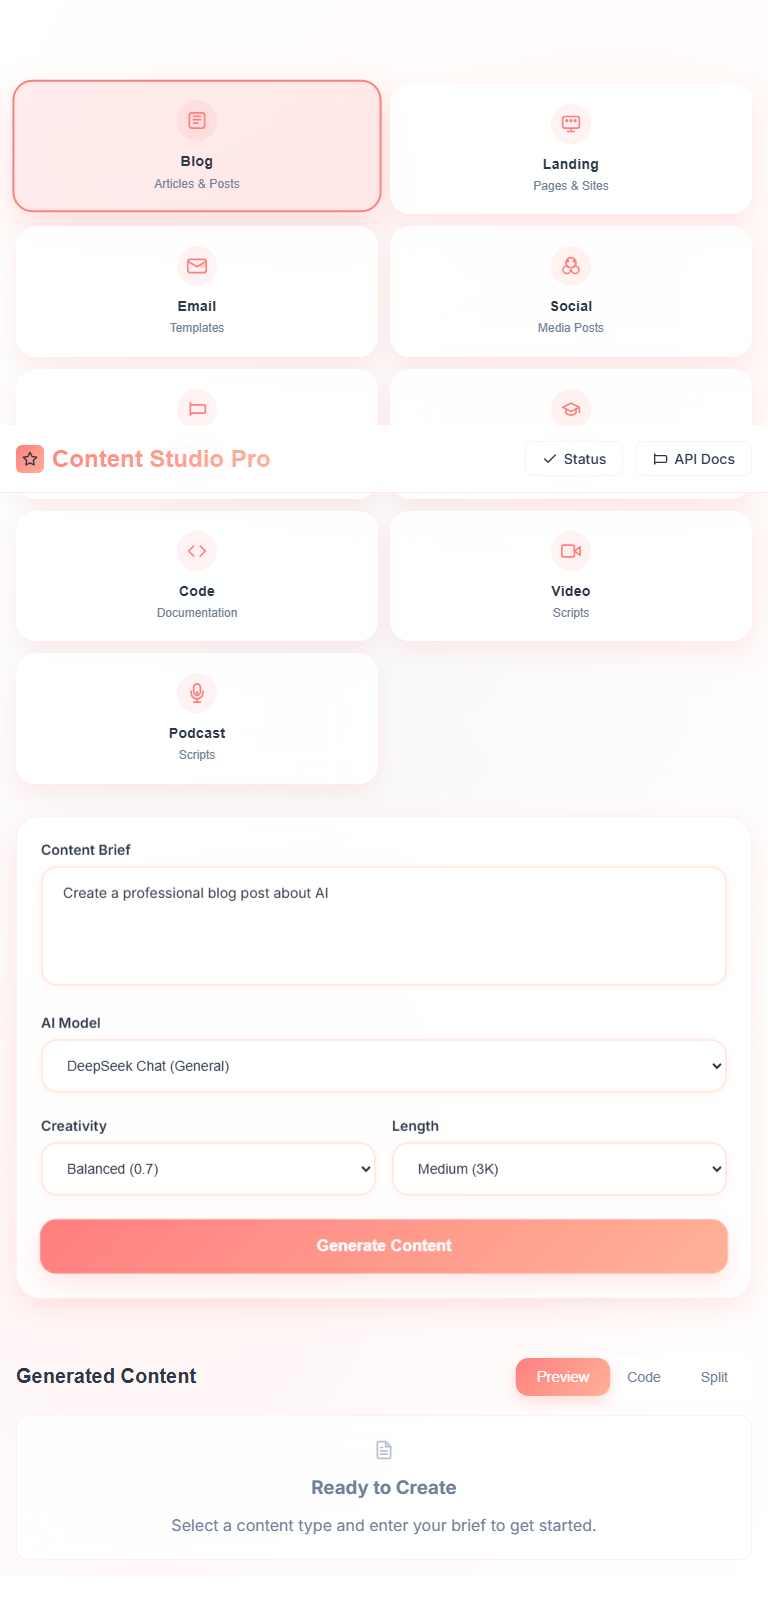 Blog
Articles & Posts
Landing
Pages & Sites
Email
Templates
Social
Media Posts
Content Studio Pro
Status
API Docs
Code
Documentation
Video
Scripts
Podcast
Scripts
Content Brief
Create a professional blog post about AI
AI Model
DeepSeek Chat (General)
Creativity
Length
Balanced (0.7)
Medium (3K)
Generate Content
Generated Content
Preview
Code
Split
Ready to Create
Select a content type and enter your brief to get started.